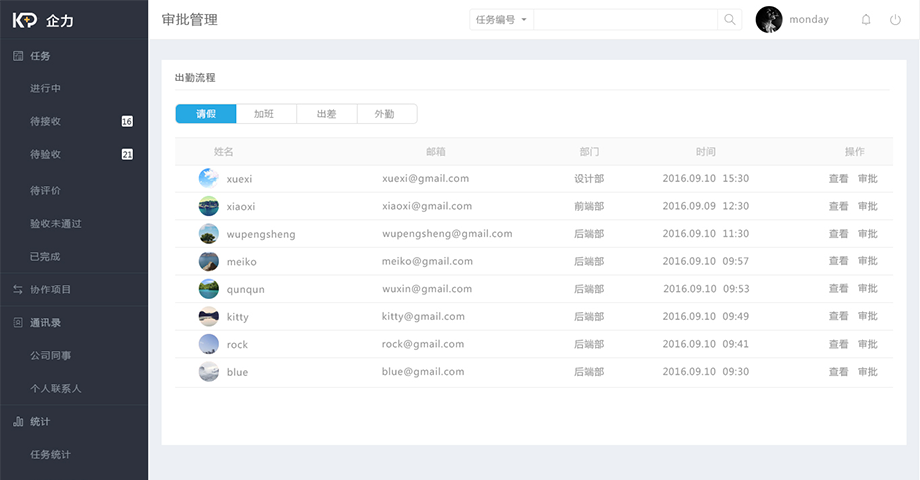 KP 企力
审批管理
任务编号
monday
任务
进行中
待接收 16
待验收 21
待评价
验收未通过
已完成
协作项目
通讯录
公司同事
个人联系人
统计
任务统计
出勤流程
请假 加班 出差 外勤
姓名 邮箱 部门 时间 操作
xuexi xuexi@gmail.com 设计部 2016.09.10 15:30 查看 审批
xiaoxi xiaoxi@gmail.com 前端部 2016.09.09 12:30 查看 审批
wupengsheng wupengsheng@gmail.com 后端部 2016.09.10 11:30 查看 审批
meiko meiko@gmail.com 后端部 2016.09.10 09:57 查看 审批
qunqun wuxin@gmail.com 后端部 2016.09.10 09:53 查看 审批
kitty kitty@gmail.com 后端部 2016.09.10 09:49 查看 审批
rock rock@gmail.com 后端部 2016.09.10 09:41 查看 审批
blue blue@gmail.com 后端部 2016.09.10 09:30 查看 审批